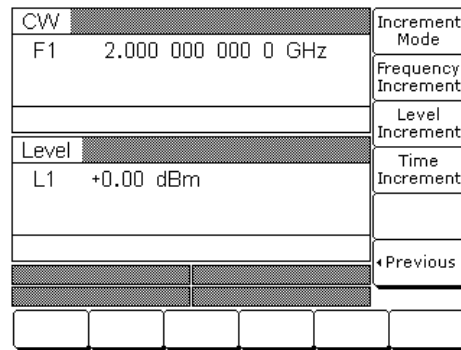 CW
F1 2.000 000 000 0 GHz
Level
L1 +0.00 dBm
Increment
Mode
Frequency
Increment
Level
Increment
Time
Increment
◂Previous